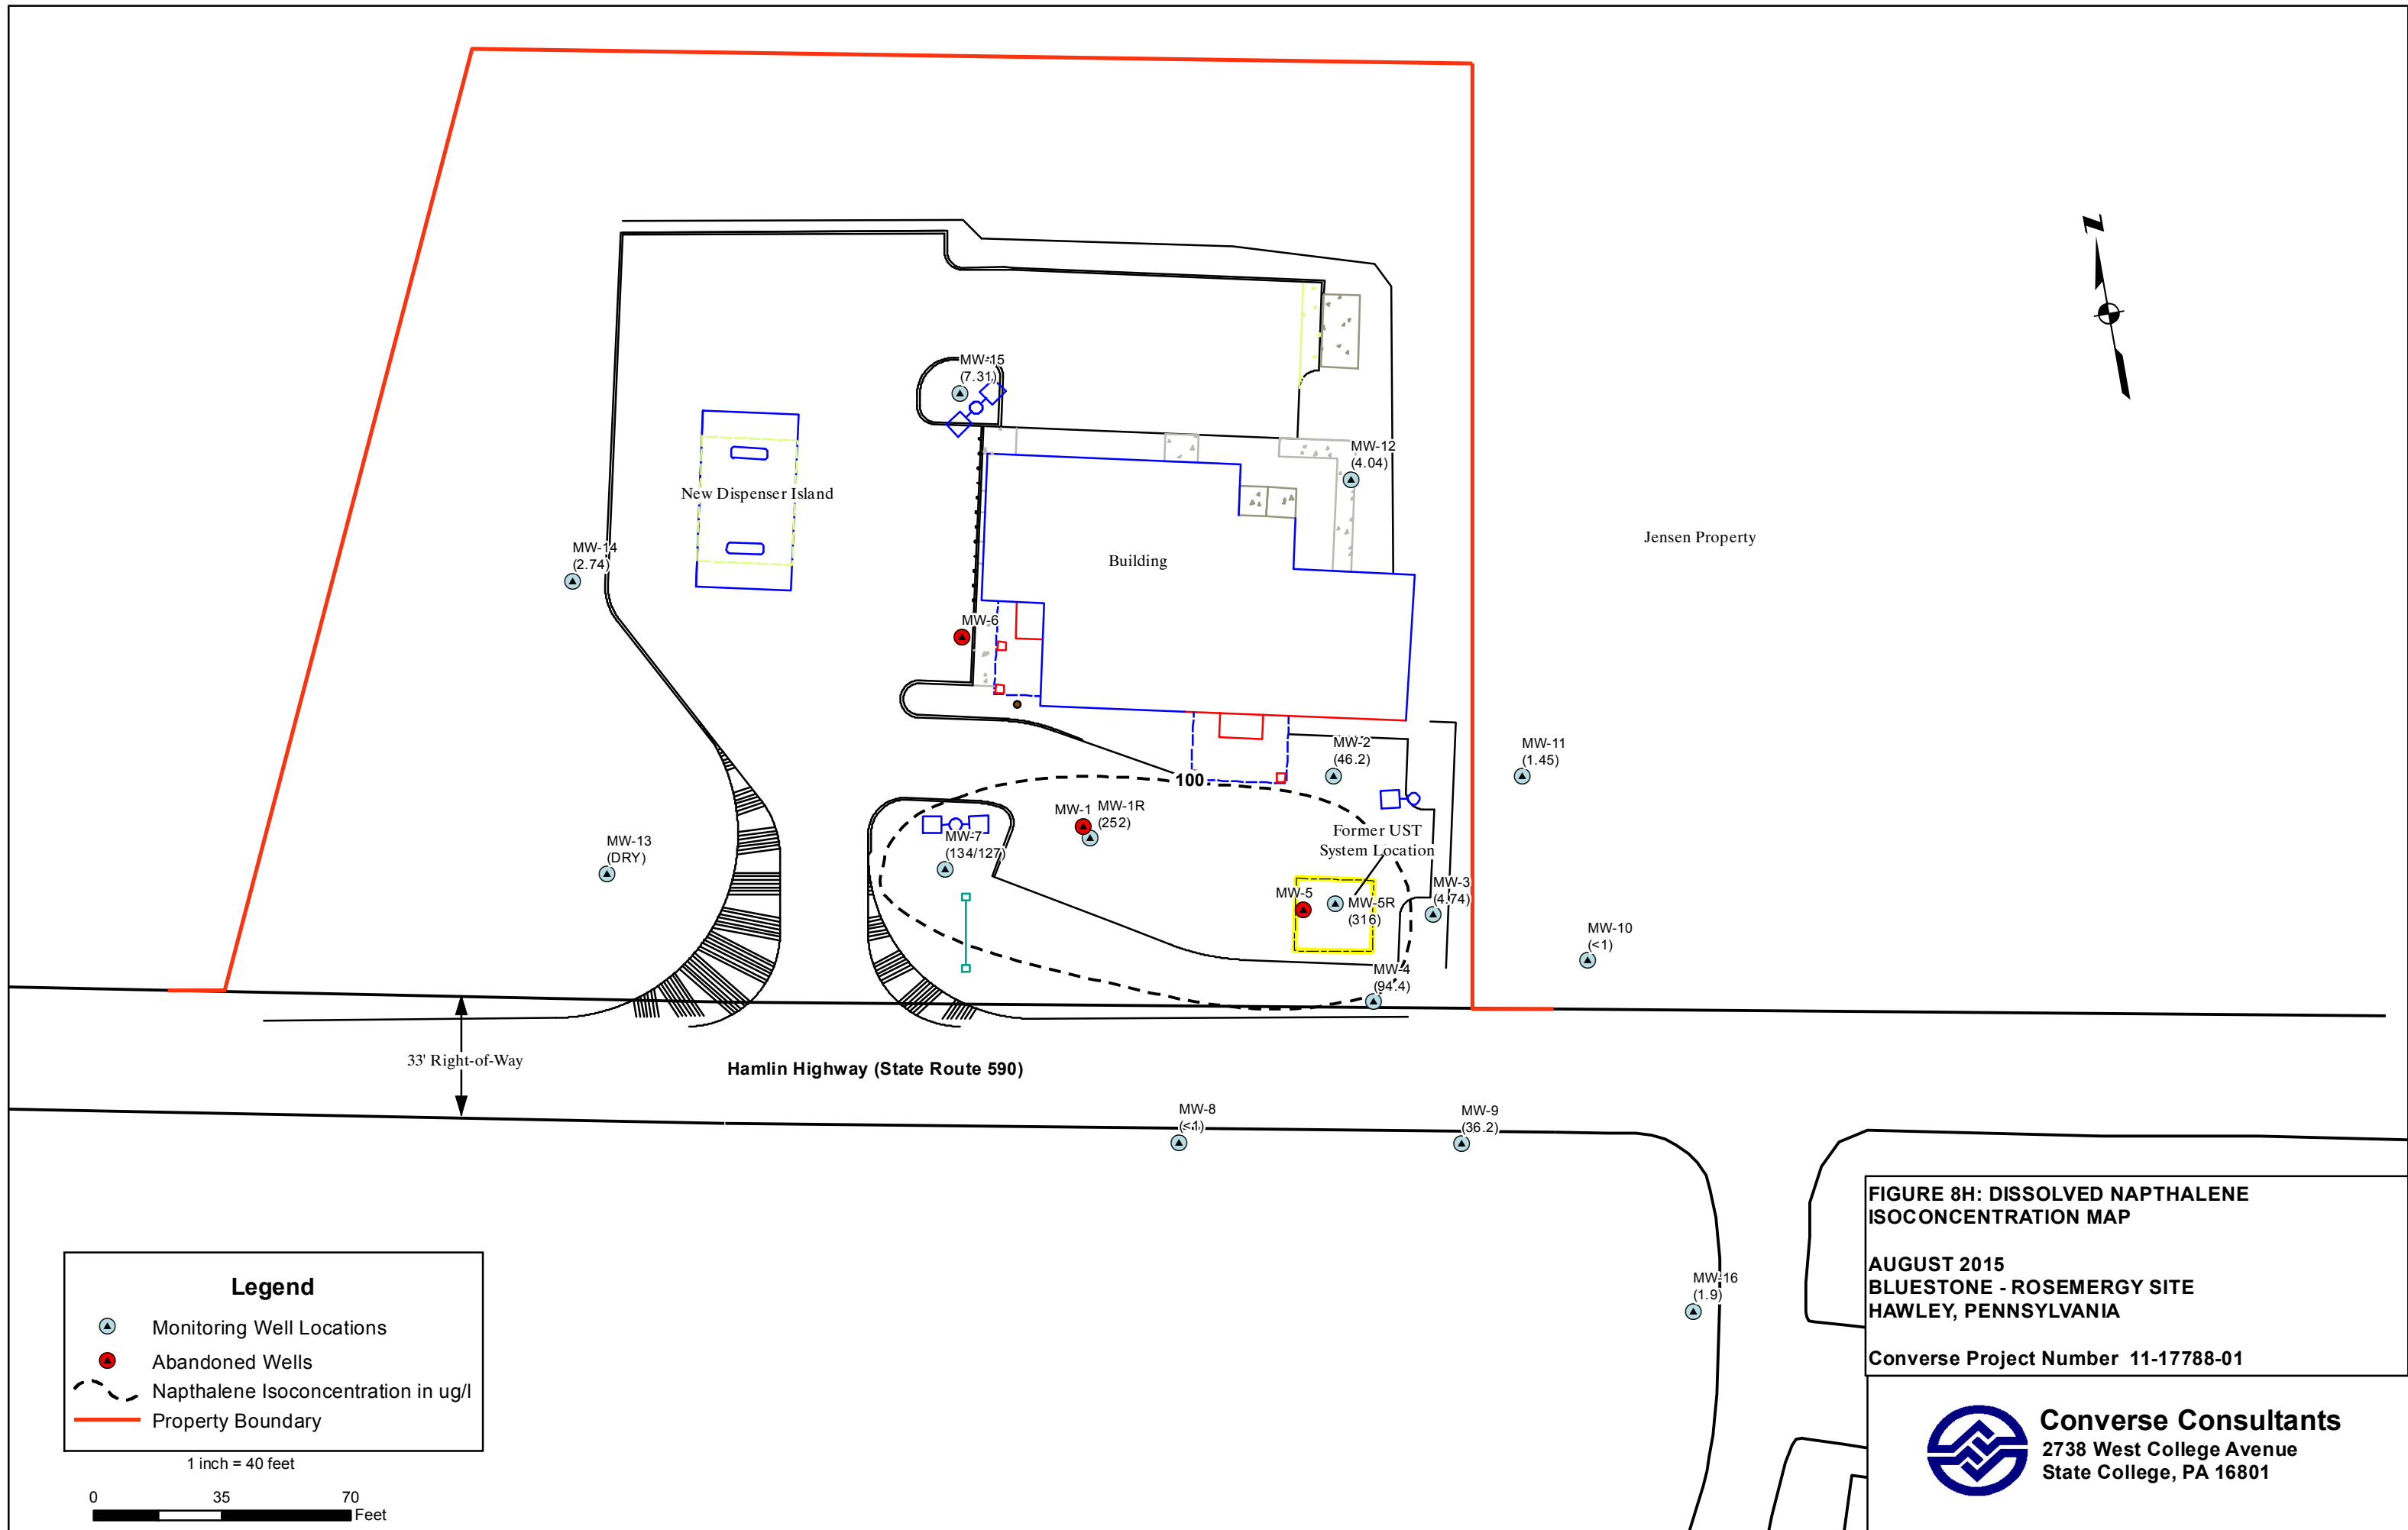 N
MW-15
(7.31)
MW-12
(4.04)
New Dispenser Island
Jensen Property
MW-14
(2.74)
Building
MW-6
MW-2
(46.2)
MW-11
(1.45)
100
MW-1
MW-1R
(252)
Former UST
System Location
MW-7
(134/127)
MW-13
(DRY)
MW-3
(4.74)
MW-5
MW-5R
(316)
MW-10
(<1)
MW-4
(94.4)
33' Right-of-Way
Hamlin Highway (State Route 590)
MW-8
(<1)
MW-9
(36.2)
MW-16
(1.9)
FIGURE 8H: DISSOLVED NAPTHALENE
ISOCONCENTRATION MAP
AUGUST 2015
BLUESTONE - ROSEMERGY SITE
HAWLEY, PENNSYLVANIA
Converse Project Number 11-17788-01
Legend
Monitoring Well Locations
Abandoned Wells
Napthalene Isoconcentration in ug/l
Property Boundary
1 inch = 40 feet
0 35 70
Feet
Converse Consultants
2738 West College Avenue
State College, PA 16801